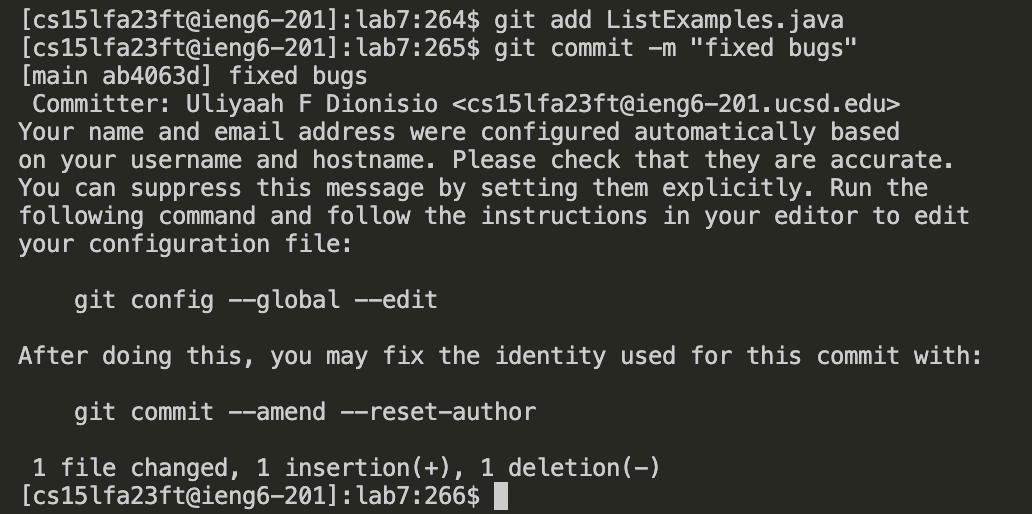 [cs15lfa23ft@ieng6-201]:lab7:264$ git add ListExamples.java
[cs15lfa23ft@ieng6-201]:lab7:265$ git commit -m "fixed bugs"
[main ab4063d] fixed bugs
 Committer: Uliyaah F Dionisio <cs15lfa23ft@ieng6-201.ucsd.edu>
Your name and email address were configured automatically based
on your username and hostname. Please check that they are accurate.
You can suppress this message by setting them explicitly. Run the
following command and follow the instructions in your editor to edit
your configuration file:

    git config --global --edit

After doing this, you may fix the identity used for this commit with:

    git commit --amend --reset-author

 1 file changed, 1 insertion(+), 1 deletion(-)
[cs15lfa23ft@ieng6-201]:lab7:266$